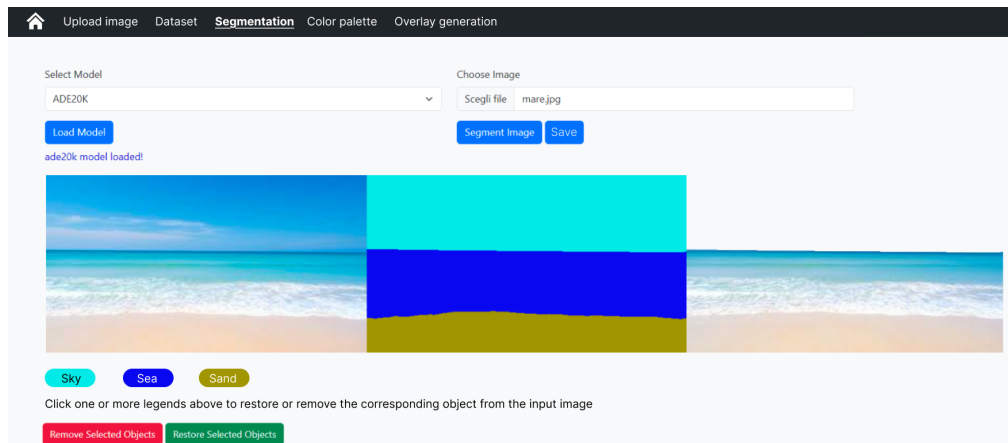 Upload image Dataset Segmentation Color palette Overlay generation
Select Model
ADE20K
Load Model
ade20k model loaded!
Choose Image
Scegli file mare.jpg
Segment Image Save
Sky Sea Sand
Click one or more legends above to restore or remove the corresponding object from the input image
Remove Selected Objects Restore Selected Objects